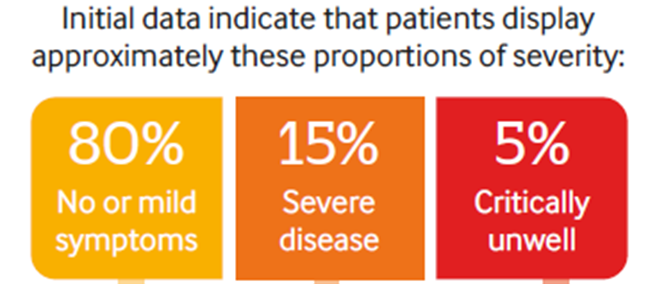 Initial data indicate that patients display
approximately these proportions of severity:
80%
No or mild
symptoms
15%
Severe
disease
5%
Critically
unwell